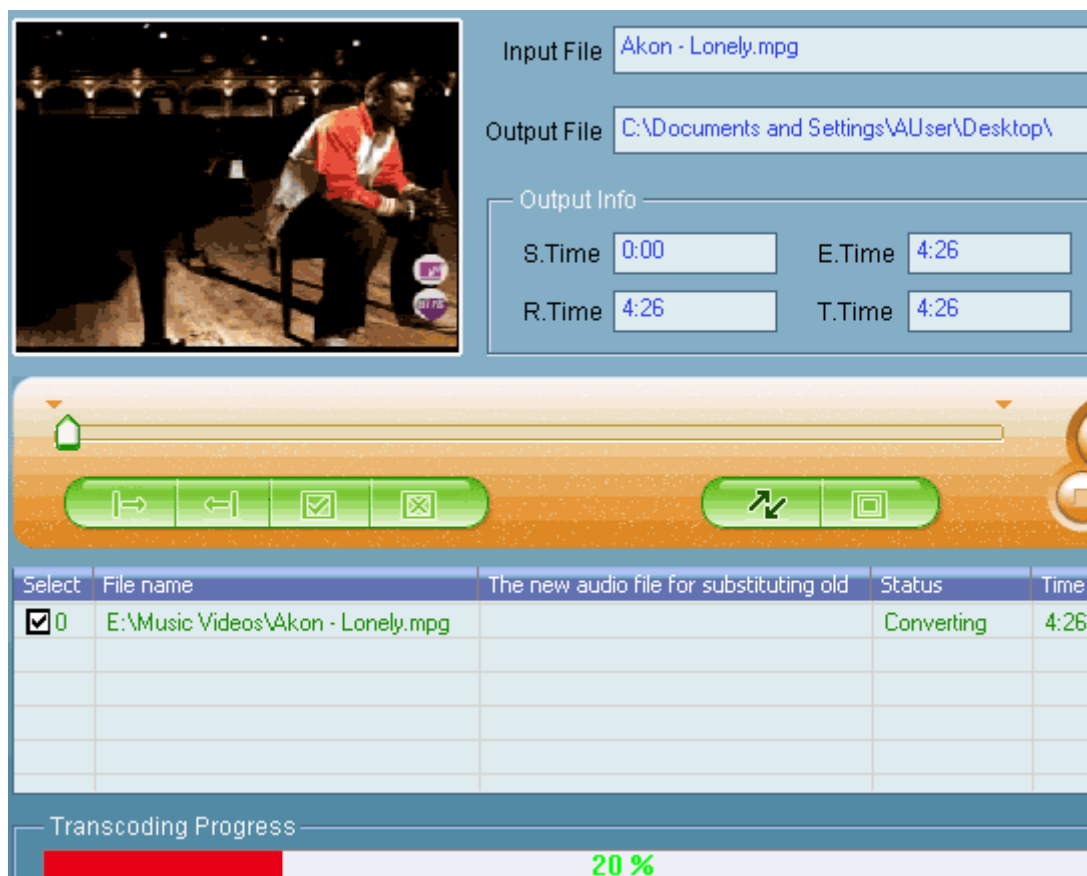 Input File Akon - Lonely.mpg
Output File C:\Documents and Settings\AUser\Desktop\
Output Info
S.Time 0:00 E.Time 4:26
R.Time 4:26 T.Time 4:26
Select File name The new audio file for substituting old Status Time
0 E:\Music Videos\Akon - Lonely.mpg Converting 4:26
Transcoding Progress
20 %